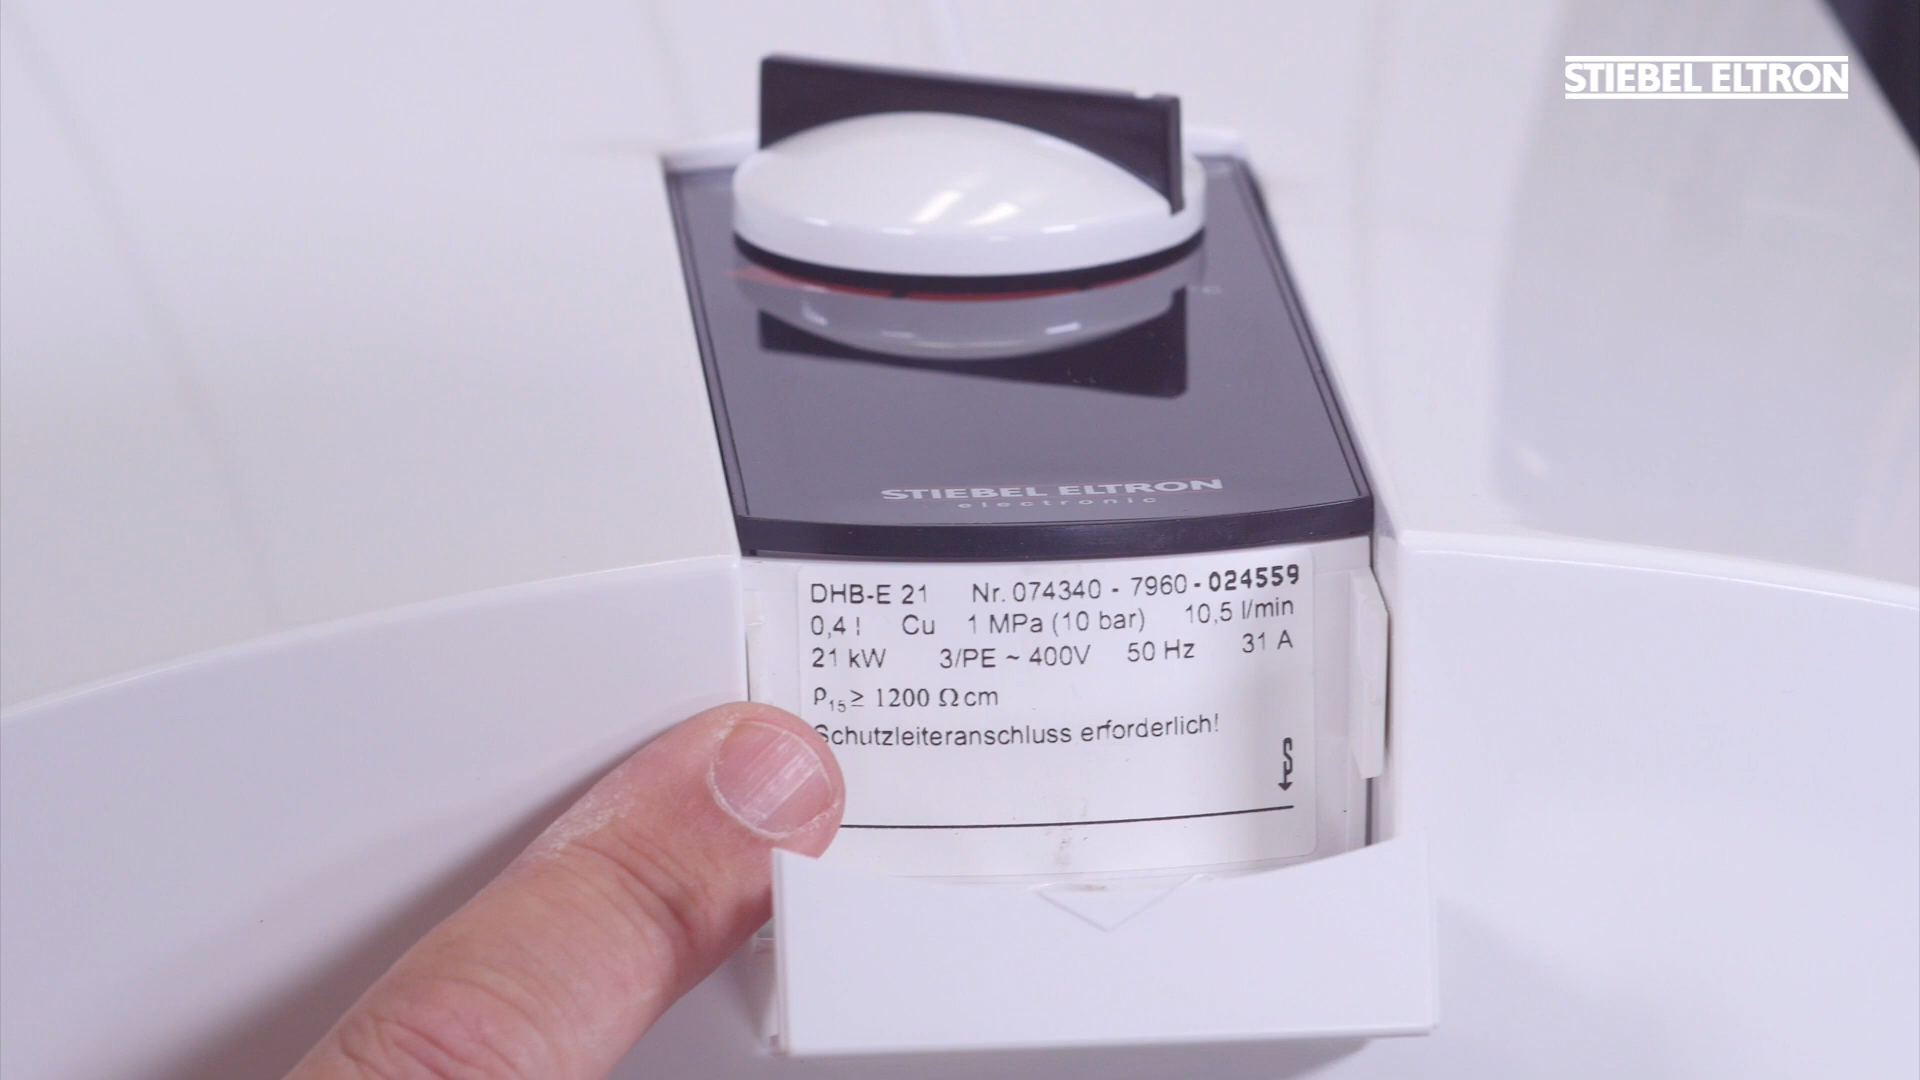 STIEBEL ELTRON
STIEBEL ELTRON
electronic
DHB-E 21 Nr. 074340 - 7960 - 024559
0,4 l Cu 1 MPa (10 bar) 10,5 l/min
21 kW 3/PE ~ 400V 50 Hz 31 A
ρ₁₅ ≥ 1200 Ω cm
Schutzleiteranschluss erforderlich!